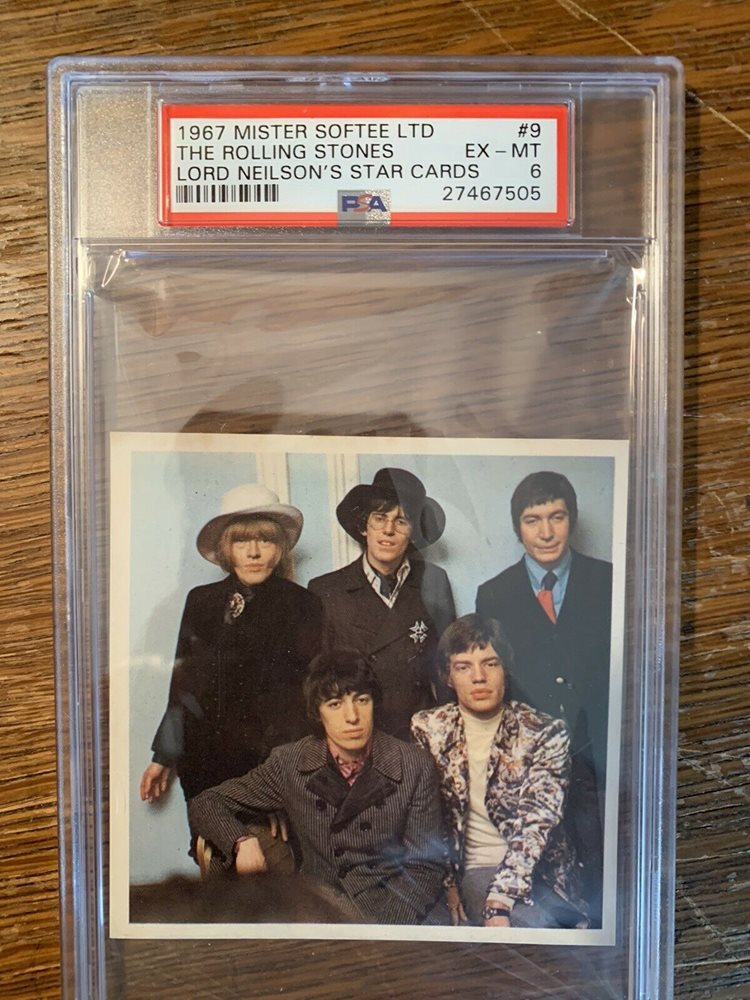 1967 MISTER SOFTEE LTD #9
THE ROLLING STONES EX - MT
LORD NEILSON'S STAR CARDS 6
PSA 27467505